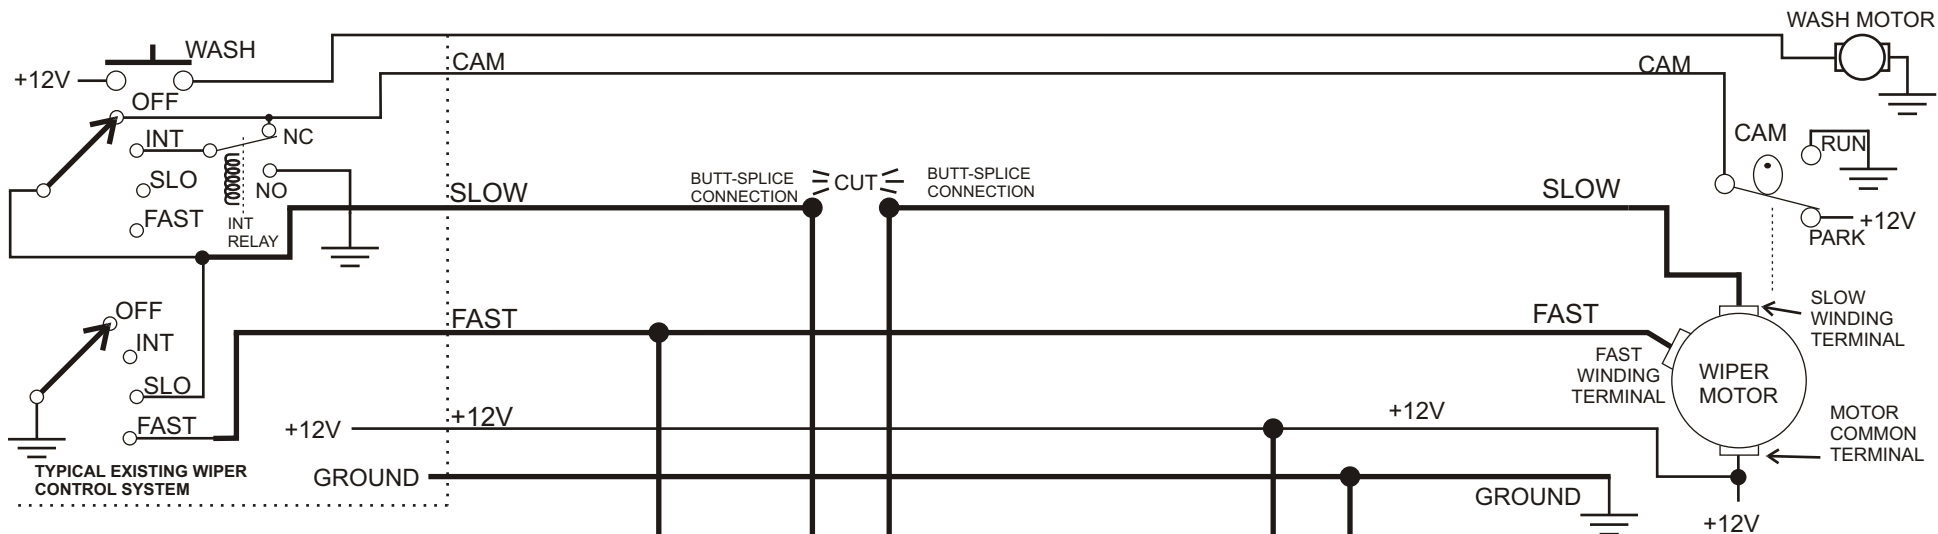 WASH MOTOR
WASH
+12V
CAM
CAM
OFF
INT
NC
CAM
RUN
SLO
NO
BUTT-SPLICE
CONNECTION
CUT
BUTT-SPLICE
CONNECTION
SLOW
SLOW
FAST
INT
RELAY
+12V
PARK
OFF
INT
FAST
FAST
SLOW
WINDING
TERMINAL
FAST
WINDING
TERMINAL
WIPER
MOTOR
SLO
FAST
+12V
+12V
+12V
MOTOR
COMMON
TERMINAL
TYPICAL EXISTING WIPER
CONTROL SYSTEM
GROUND
GROUND
+12V